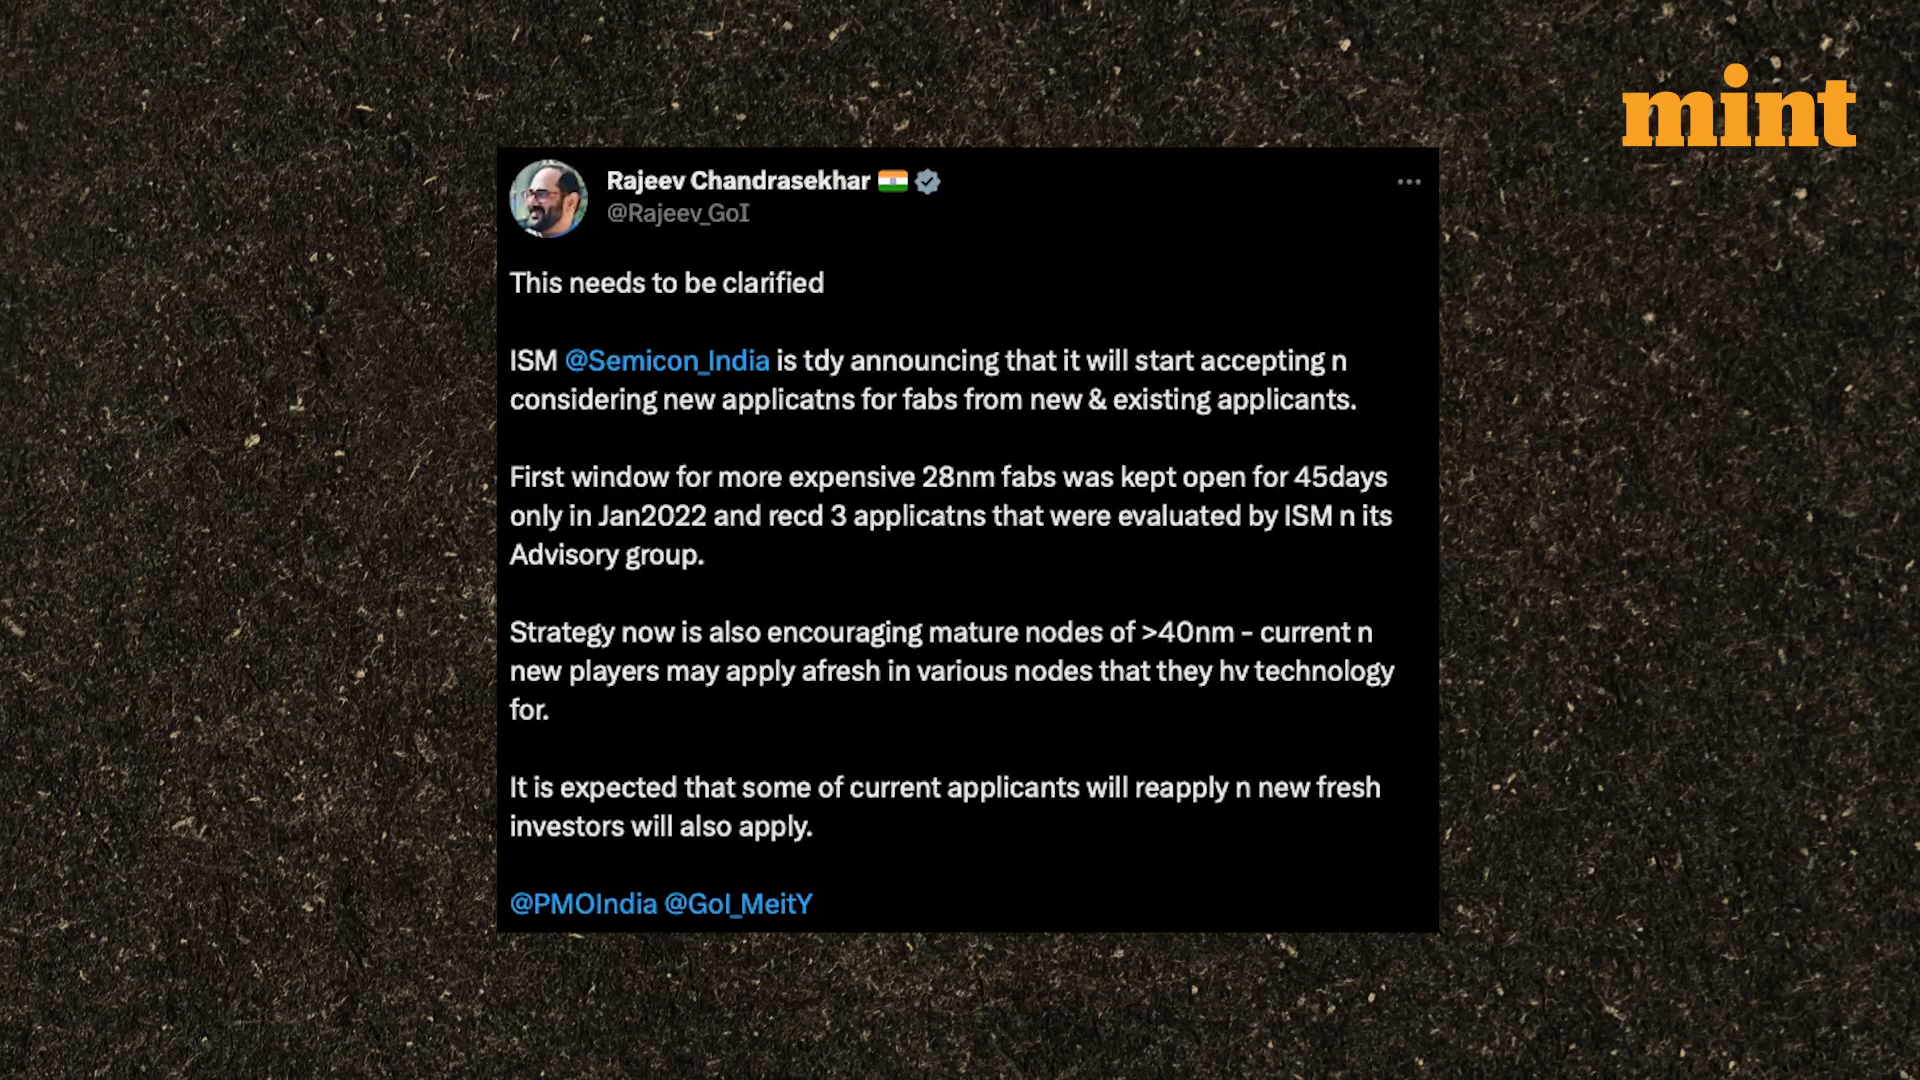 mint
Rajeev Chandrasekhar
@Rajeev_GoI
This needs to be clarified
ISM @Semicon_India is tdy announcing that it will start accepting n
considering new applicatns for fabs from new & existing applicants.
First window for more expensive 28nm fabs was kept open for 45days
only in Jan2022 and recd 3 applicatns that were evaluated by ISM n its
Advisory group.
Strategy now is also encouraging mature nodes of >40nm - current n
new players may apply afresh in various nodes that they hv technology
for.
It is expected that some of current applicants will reapply n new fresh
investors will also apply.
@PMOIndia @GoI_MeitY